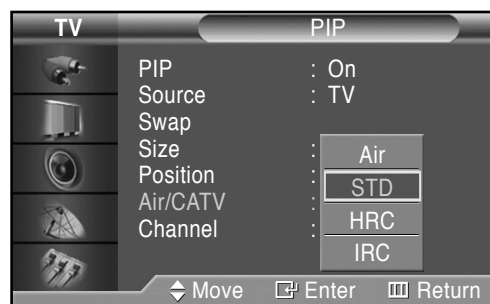 TV PIP
PIP : On
Source : TV
Swap
Size :
Position :
Air/CATV :
Channel :
Air
STD
HRC
IRC
Move Enter Return